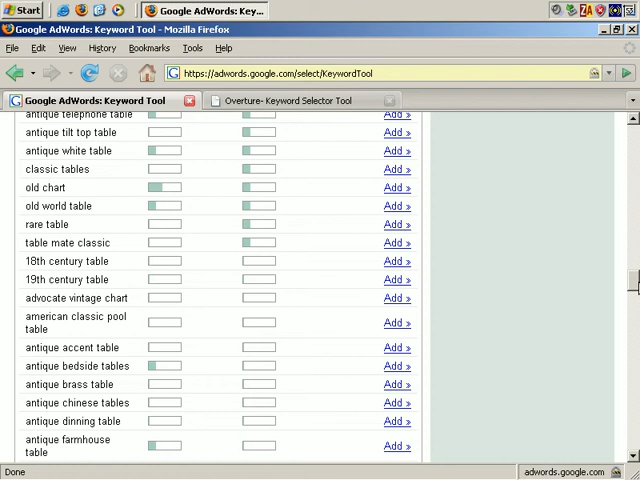 Start
Google AdWords: Key...
Google AdWords: Keyword Tool - Mozilla Firefox
File Edit View History Bookmarks Tools Help
https://adwords.google.com/select/KeywordTool
Google AdWords: Keyword Tool
Overture- Keyword Selector Tool
antique telephone table Add »
antique tilt top table Add »
antique white table Add »
classic tables Add »
old chart Add »
old world table Add »
rare table Add »
table mate classic Add »
18th century table Add »
19th century table Add »
advocate vintage chart Add »
american classic pool
table Add »
antique accent table Add »
antique bedside tables Add »
antique brass table Add »
antique chinese tables Add »
antique dinning table Add »
antique farmhouse
table Add »
Done
adwords.google.com